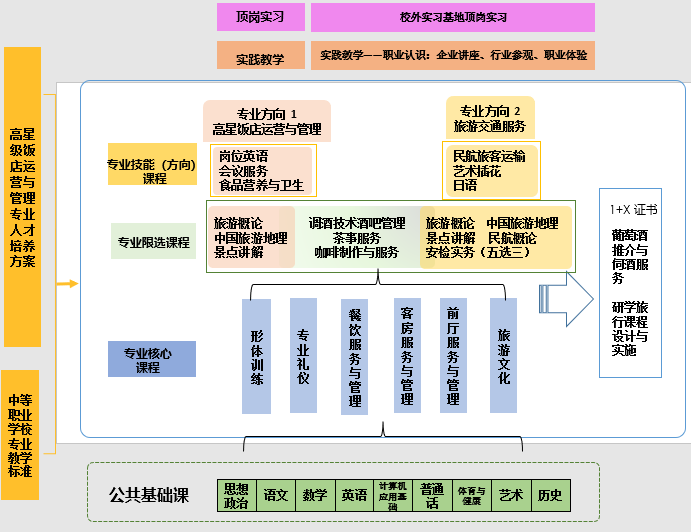 顶岗实习
校外实习基地顶岗实习
实践教学
实践教学——职业认识：企业讲座、行业参观、职业体验
高星
级饭
店运
营与
管理
专业
人才
培养
方案
中等
职业
学校
专业
教学
标准
专业方向 1
高星饭店运营与管理
专业方向 2
旅游交通服务
专业技能（方向)
课程
岗位英语
会议服务
食品营养与卫生
民航旅客运输
艺术插花
日语
专业限选课程
旅游概论
中国旅游地理
景点讲解
调酒技术酒吧管理
茶事服务
咖啡制作与服务
旅游概论 中国旅游地理
景点讲解 民航概论
安检实务（五选三）
1+X 证书
葡萄酒
推介与
侍酒服
务
研学旅
行课程
设计与
实施
专业核心
课程
形体训练
专业礼仪
餐饮服务与管理
客房服务与管理
前厅服务与管理
旅游文化
公共基础课
思想
政治
语文
数学
英语
计算机
应用基
础
普通
话
体育与
健康
艺术
历史